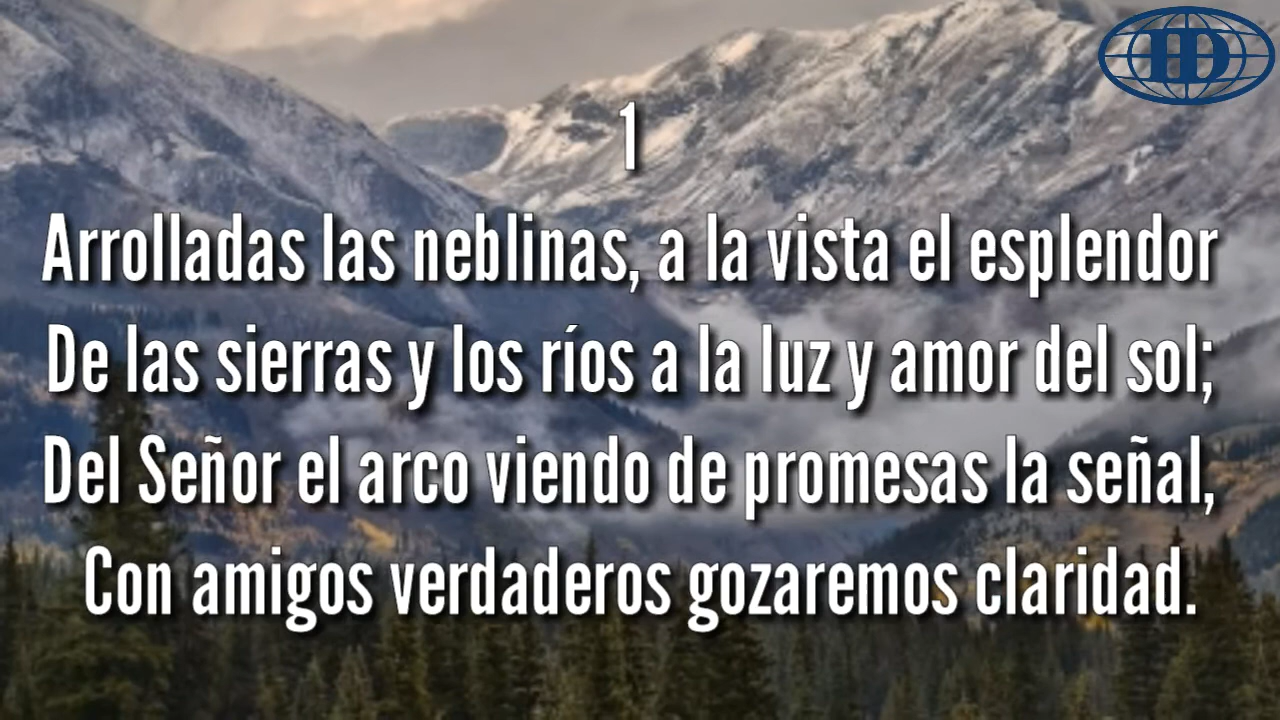 ID
1
Arrolladas las neblinas, a la vista el esplendor
De las sierras y los ríos a la luz y amor del sol;
Del Señor el arco viendo de promesas la señal,
Con amigos verdaderos gozaremos claridad.